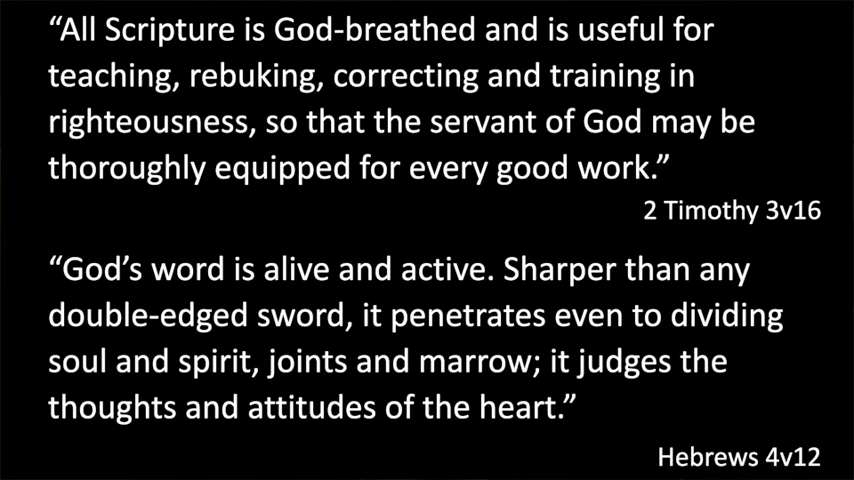 “All Scripture is God-breathed and is useful for
teaching, rebuking, correcting and training in
righteousness, so that the servant of God may be
thoroughly equipped for every good work.”
2 Timothy 3v16
“God’s word is alive and active. Sharper than any
double-edged sword, it penetrates even to dividing
soul and spirit, joints and marrow; it judges the
thoughts and attitudes of the heart.”
Hebrews 4v12